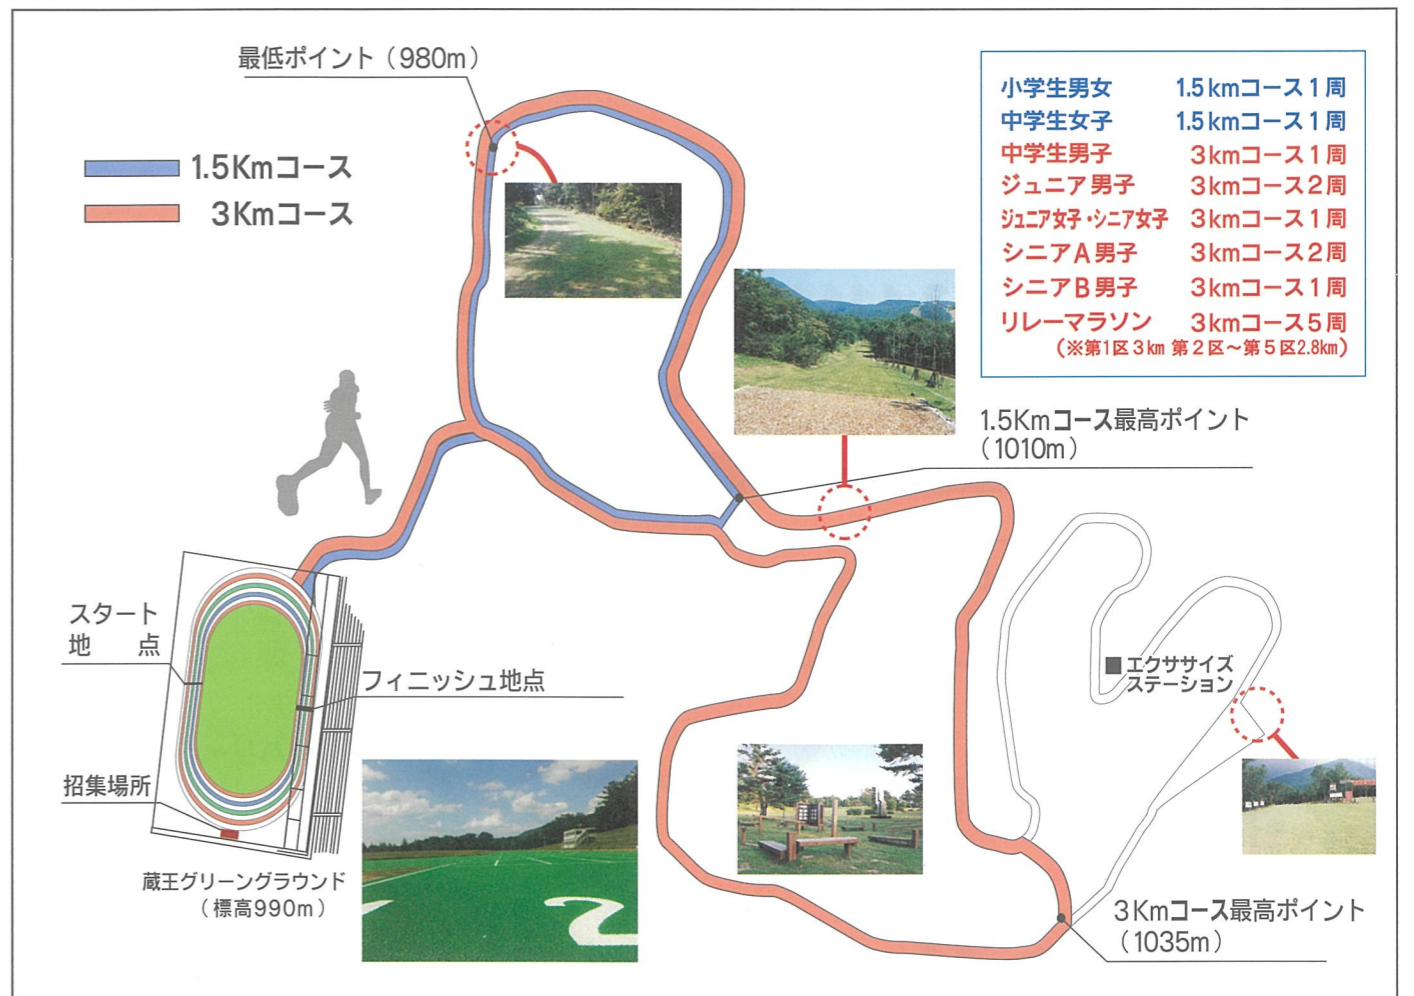 最低ポイント（980m）
1.5Kmコース
3Kmコース
小学生男女 1.5kmコース1周
中学生女子 1.5kmコース1周
中学生男子 3kmコース1周
ジュニア男子 3kmコース2周
ジュニア女子・シニア女子 3kmコース1周
シニアA男子 3kmコース2周
シニアB男子 3kmコース1周
リレーマラソン 3kmコース5周
（※第1区3km 第2区～第5区2.8km）
1.5Kmコース最高ポイント
（1010m）
スタート
地 点
フィニッシュ地点
エクササイズ
ステーション
招集場所
蔵王グリーングラウンド
（標高990m）
2
3Kmコース最高ポイント
（1035m）